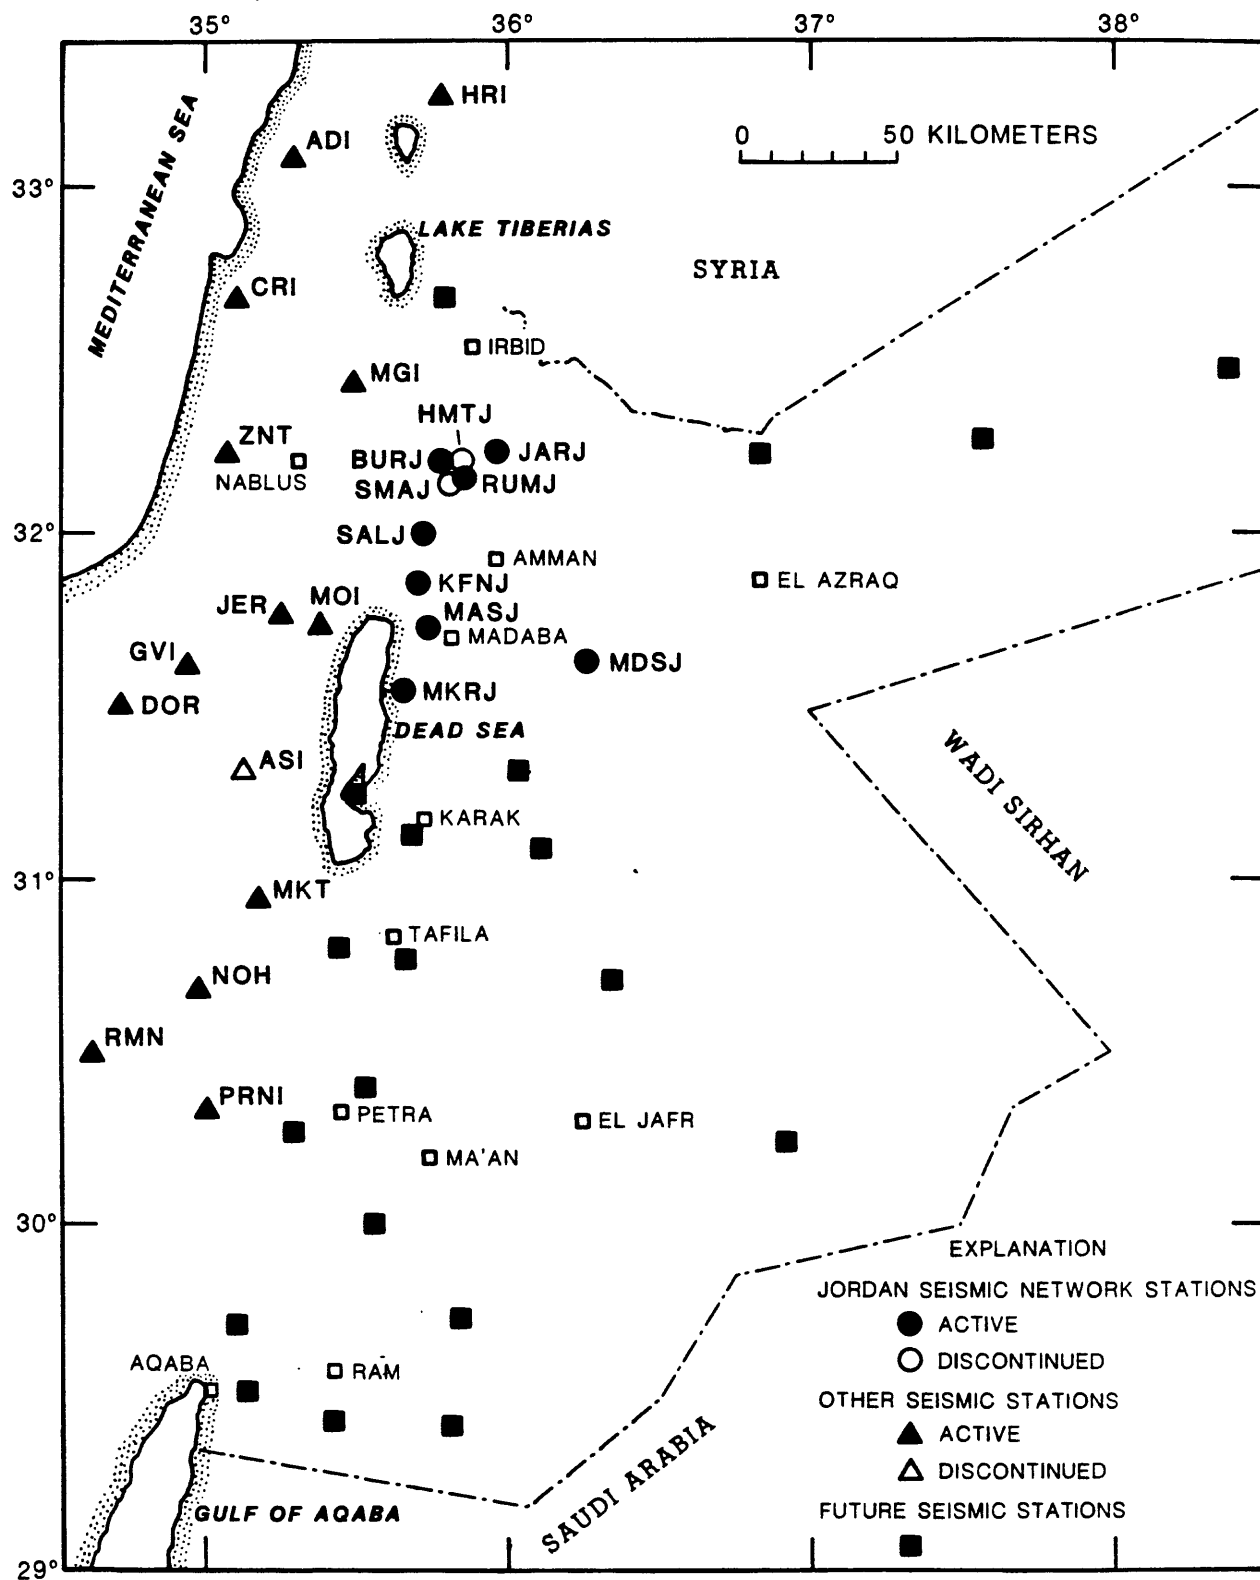 35° 36° 37° 38°
HRI
MEDITERRANEAN SEA
ADI
0 50 KILOMETERS
33°
LAKE TIBERIAS
SYRIA
CRI
IRBID
MGI
HMTJ
ZNT
JARJ
BURJ
NABLUS
SMAJ
RUMJ
32°
SALJ
AMMAN
EL AZRAQ
KFNJ
JER
MOI
MASJ
MADABA
GVI
MDSJ
MKRJ
DOR
DEAD SEA
ASI
WADI SIRHAN
KARAK
31°
MKT
TAFILA
NOH
RMN
PRNI
PETRA
EL JAFR
MA'AN
30°
EXPLANATION
JORDAN SEISMIC NETWORK STATIONS
ACTIVE
DISCONTINUED
OTHER SEISMIC STATIONS
ACTIVE
DISCONTINUED
FUTURE SEISMIC STATIONS
AQABA
RAM
SAUDI ARABIA
GULF OF AQABA
29°